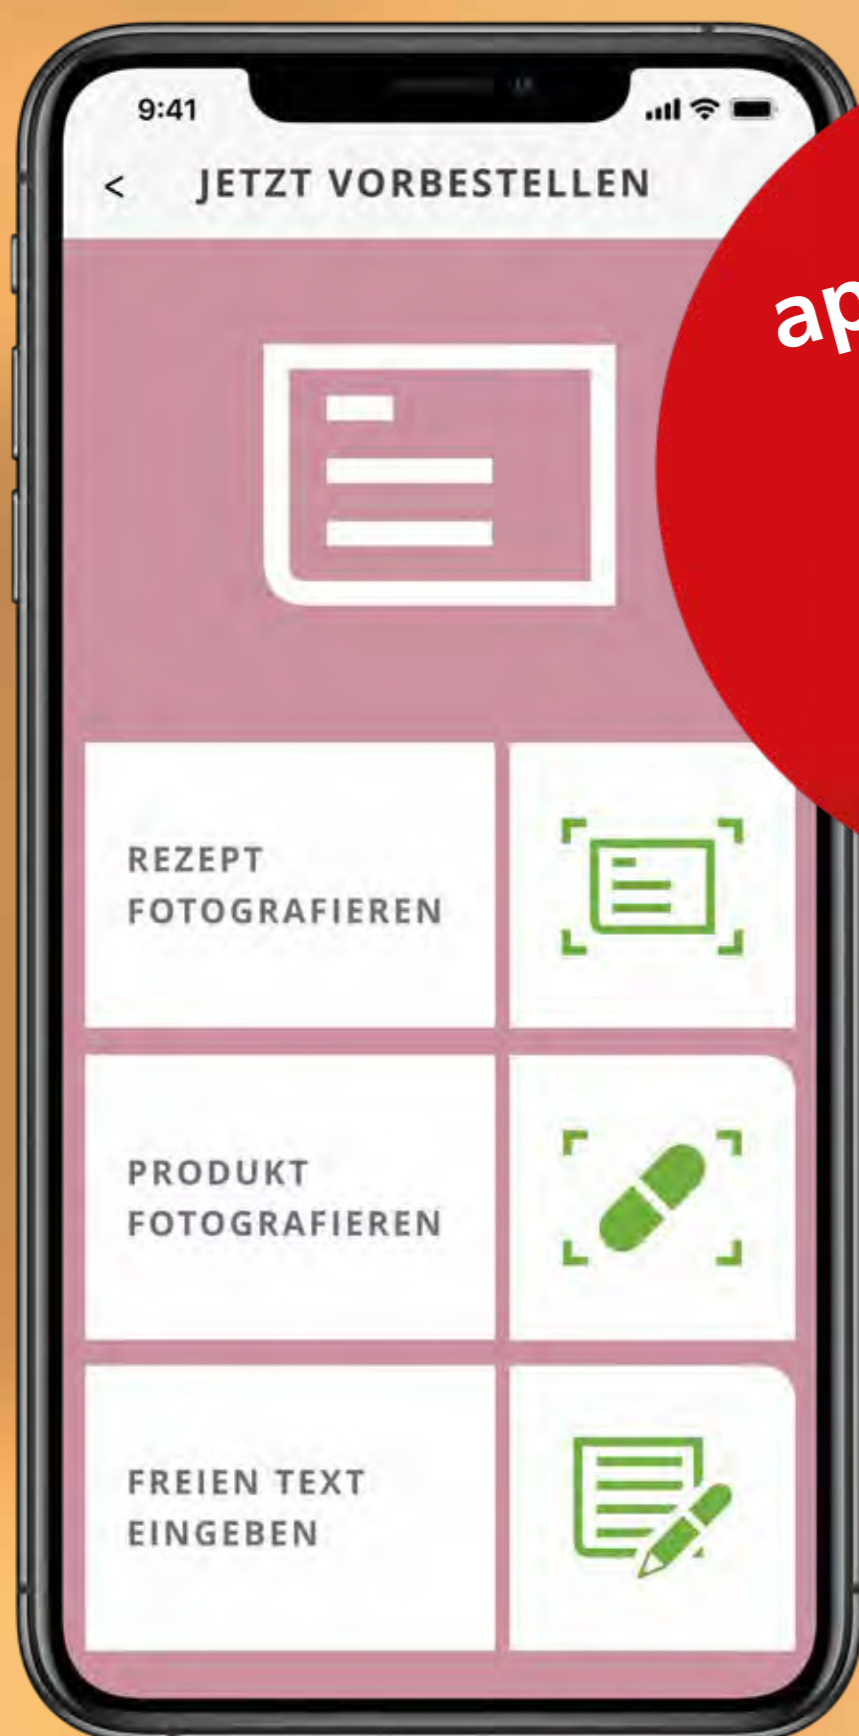 9:41
< JETZT VORBESTELLEN
REZEPT
FOTOGRAFIEREN
PRODUKT
FOTOGRAFIEREN
FREIEN TEXT
EINGEBEN